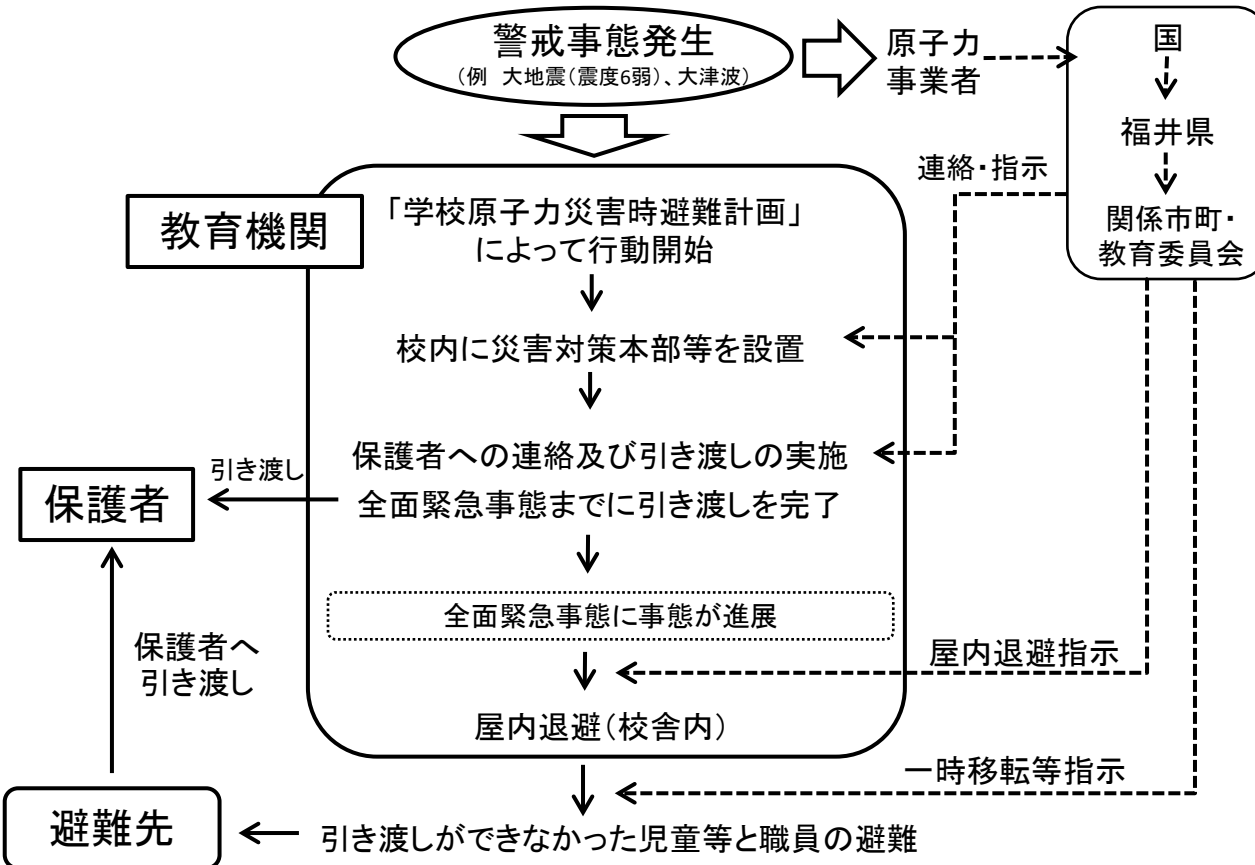 警戒事態発生
（例　大地震（震度6弱）、大津波）
原子力
事業者
国
福井県
関係市町・
教育委員会
連絡・指示
教育機関
「学校原子力災害時避難計画」
によって行動開始
校内に災害対策本部等を設置
保護者への連絡及び引き渡しの実施
全面緊急事態までに引き渡しを完了
引き渡し
保護者
全面緊急事態に事態が進展
屋内退避指示
保護者へ
引き渡し
屋内退避（校舎内）
一時移転等指示
避難先
引き渡しができなかった児童等と職員の避難